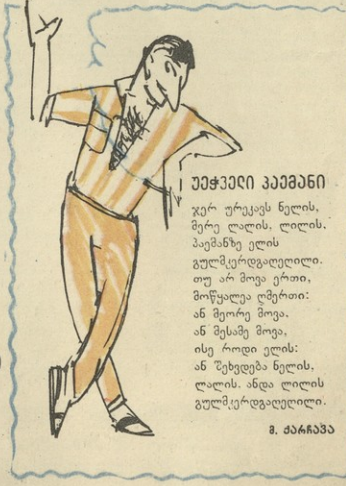 უეჭველი პაემანი
ჯერ ურეკავს ნელის,
მერე ლალის, ლილის.
პაემანზე ელის
გულმკერდგაღეღილი.
თუ არ მოვა ერთი,
მოწყალეა ღმერთი:
ან მეორე მოვა.
ან მესამე მოვა,
ისე როდი ელის:
ან შეხვდება ნელის,
ლალის. ანდა ლილის
გულმკერდგაღეღილი.
მ. ქარჩავა